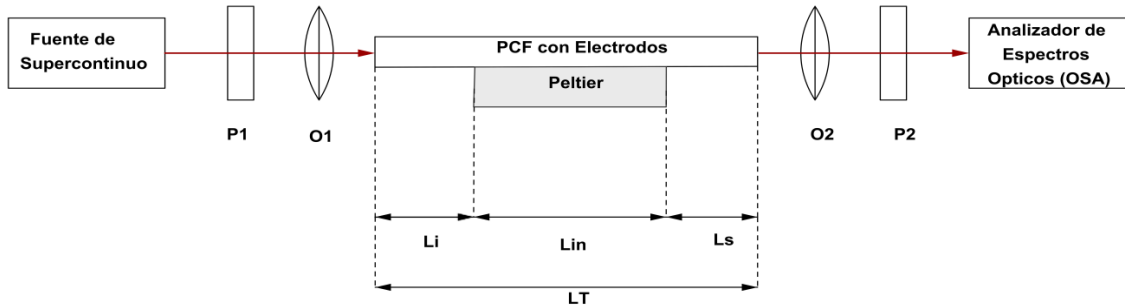 Fuente de
Supercontinuo
P1
O1
PCF con Electrodos
Peltier
O2
P2
Analizador de
Espectros
Opticos (OSA)
Li
Lin
Ls
LT